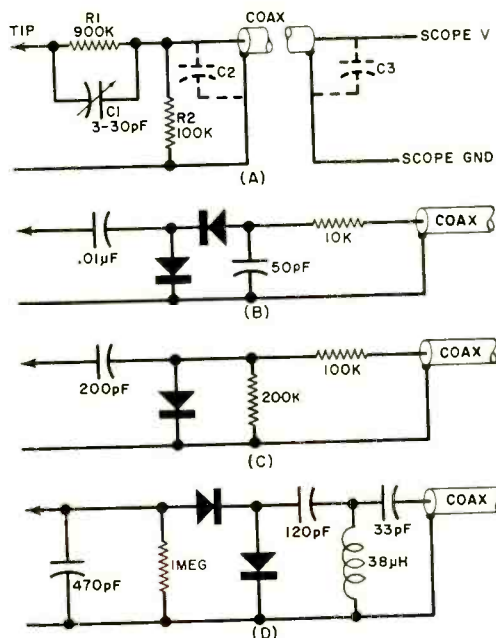 TIP
R1
900K
C1
3-30pF
R2
100K
C2
COAX
C3
SCOPE V
SCOPE GND
(A)
.01µF
50pF
10K
COAX
(B)
200pF
200K
100K
COAX
(C)
470pF
1MEG
120pF
38µH
33pF
COAX
(D)